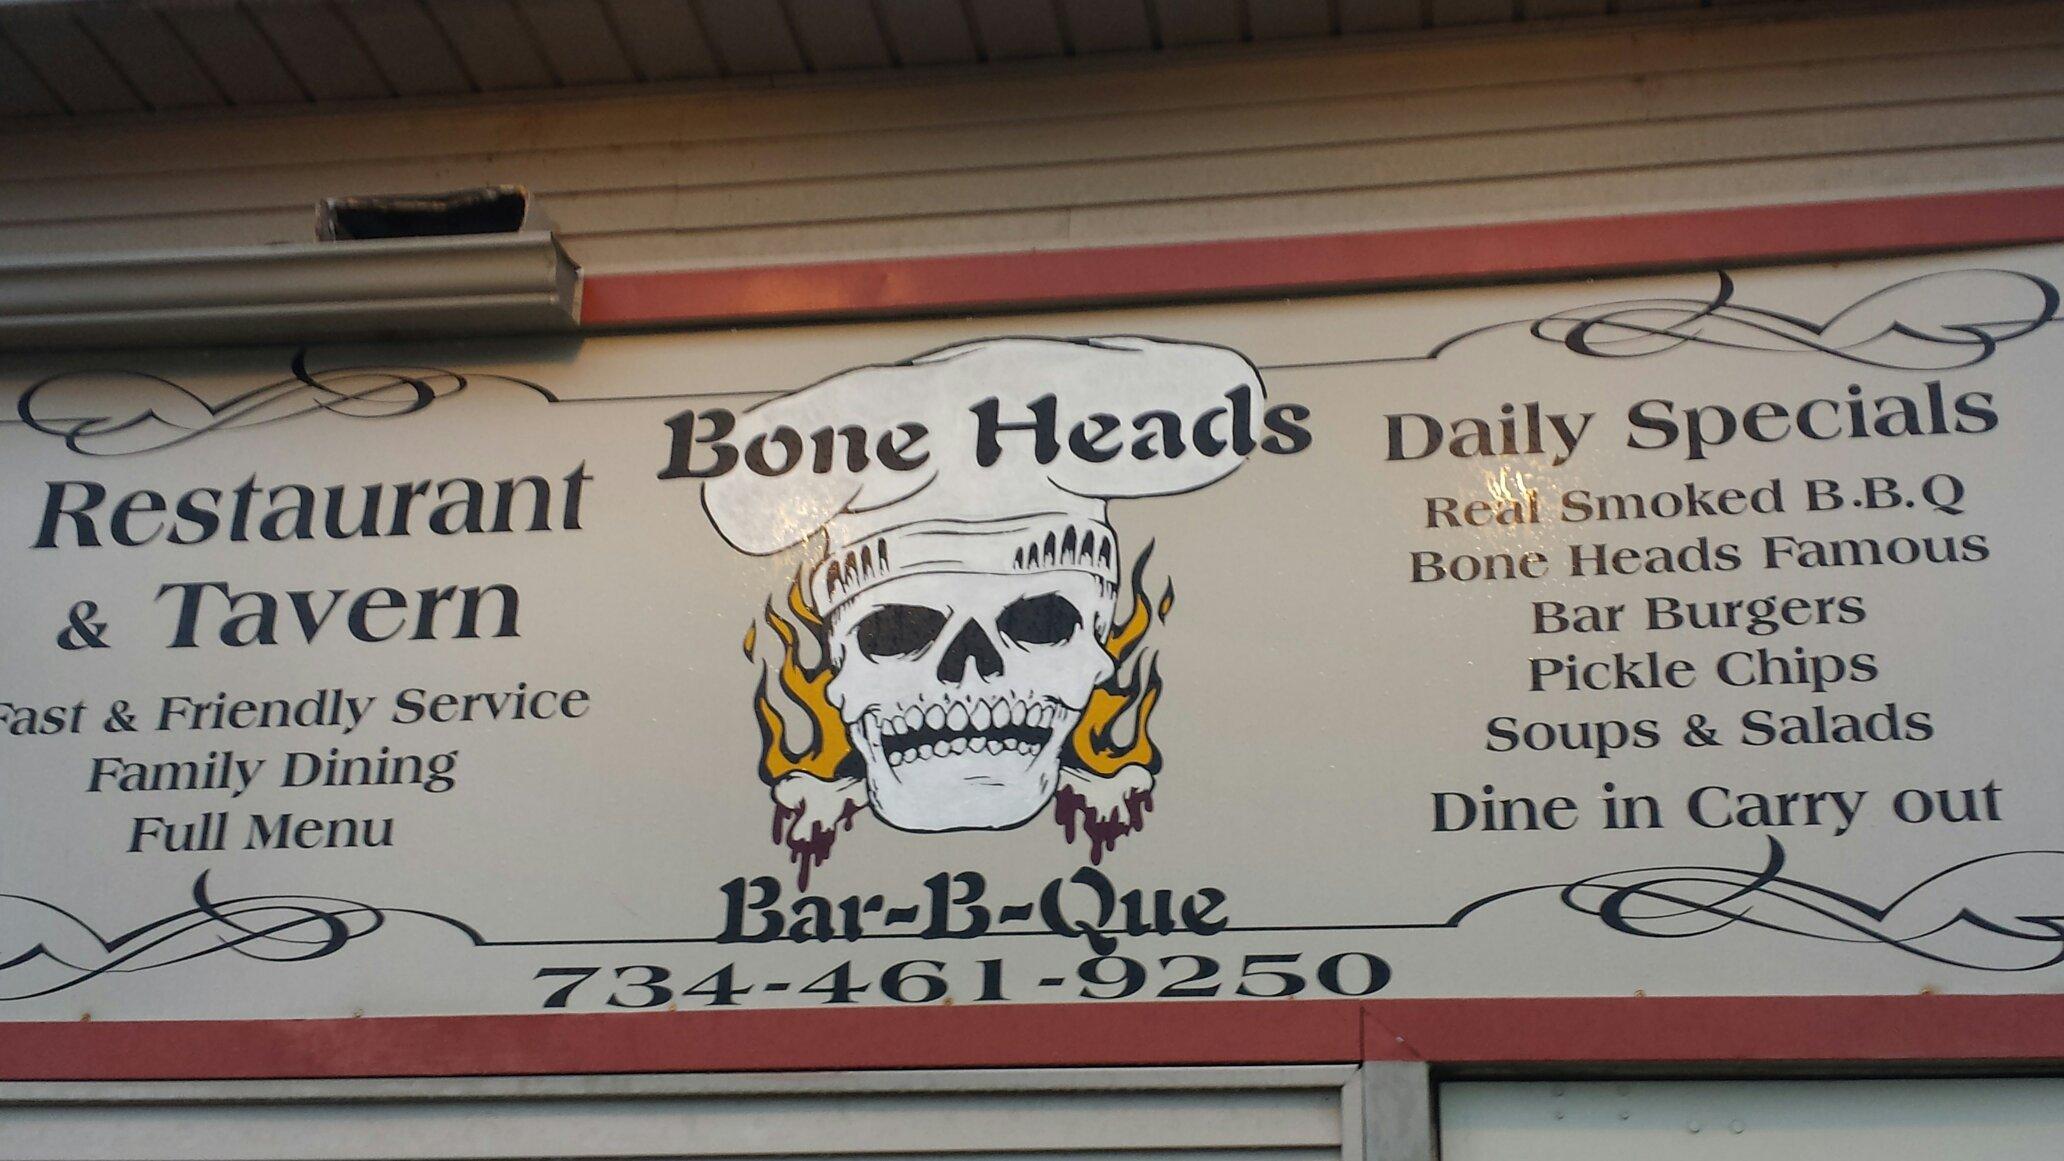 Restaurant
& Tavern
Fast & Friendly Service
Family Dining
Full Menu
Bone Heads
Bar-B-Que
734-461-9250
Daily Specials
Real Smoked B.B.Q
Bone Heads Famous
Bar Burgers
Pickle Chips
Soups & Salads
Dine in Carry out